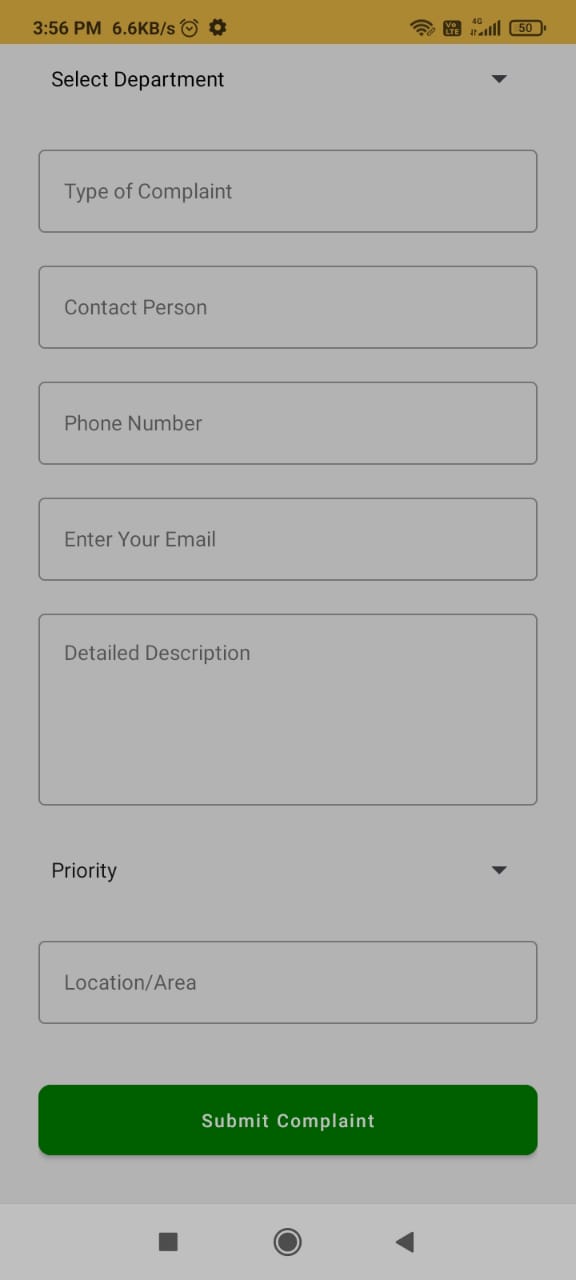 3:56 PM 6.6KB/s Vo LTE 4G 50
Select Department
Type of Complaint
Contact Person
Phone Number
Enter Your Email
Detailed Description
Priority
Location/Area
Submit Complaint